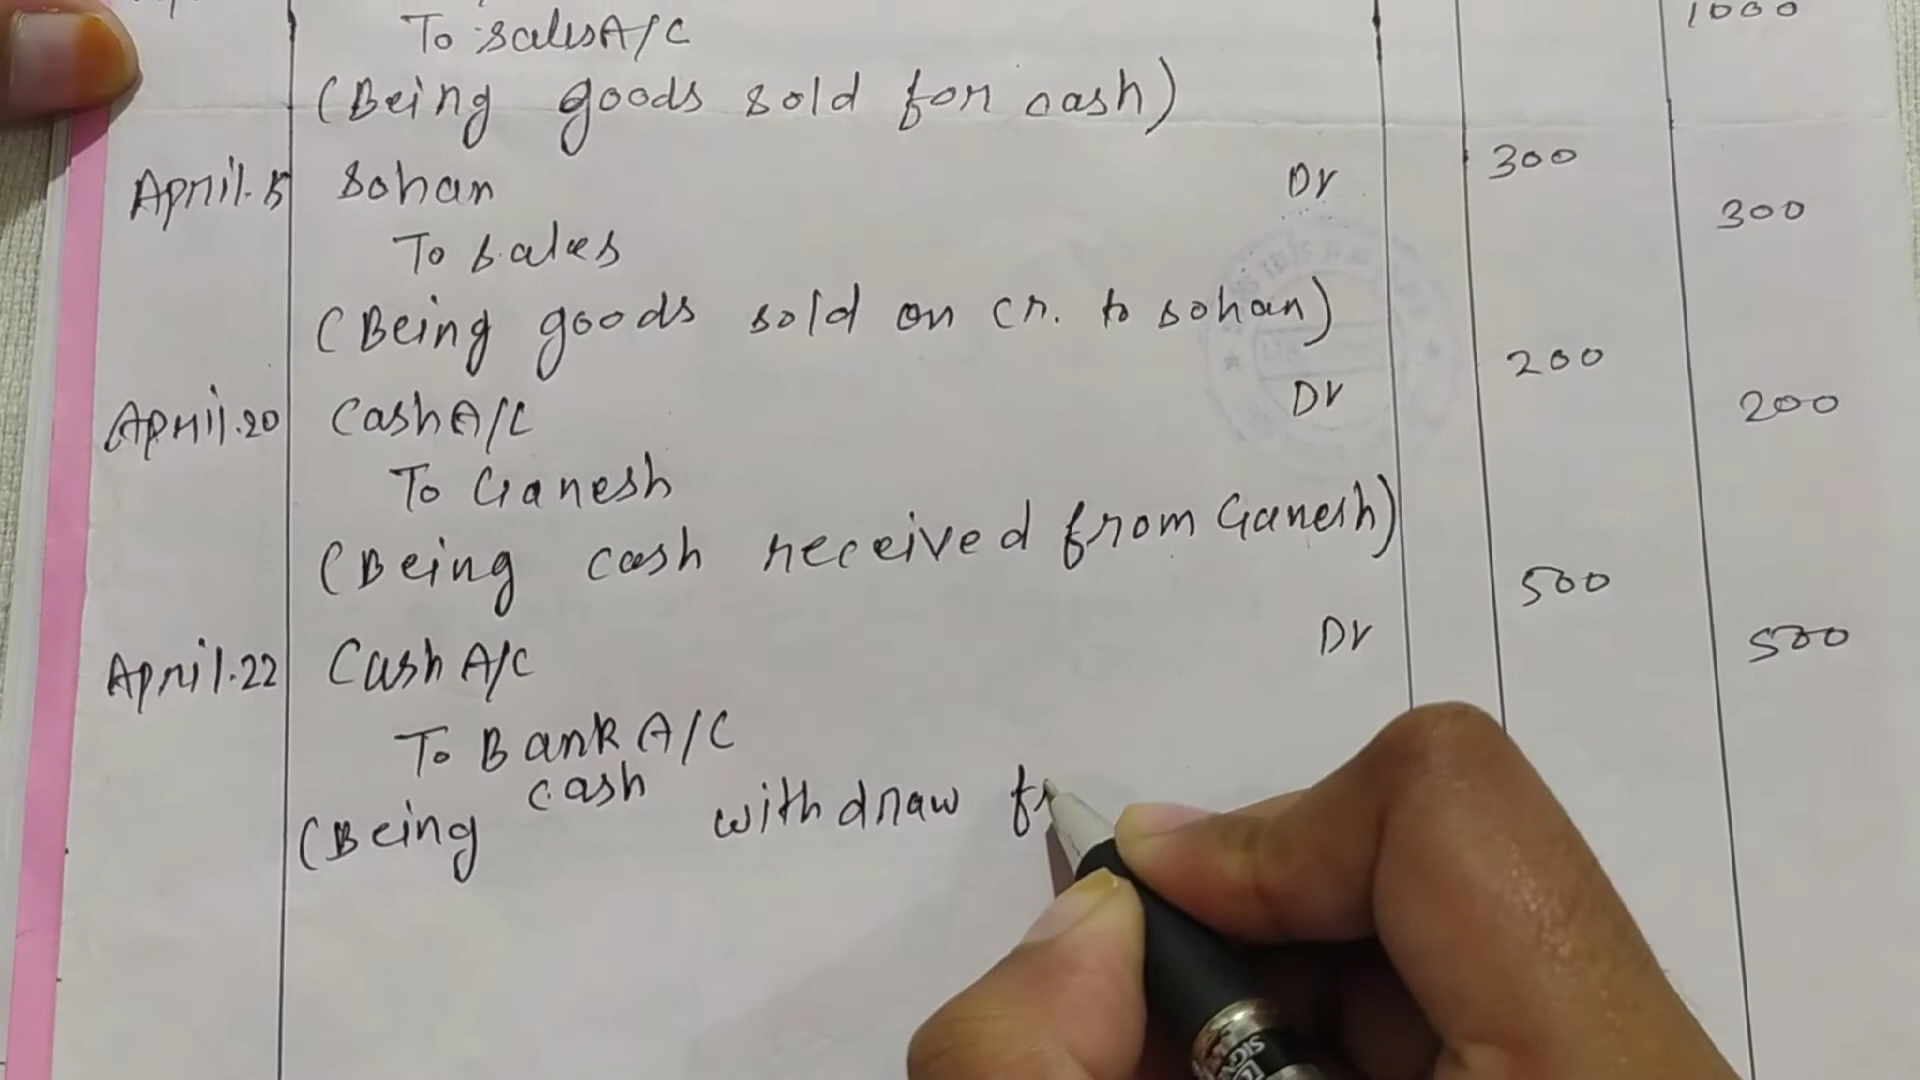 To sales A/C 1000
(Being goods sold for cash)
April.5 Sohan Dr 300
To sales 300
(Being goods sold on cr. to sohan)
April.20 Cash A/C Dr 200
To Ganesh 200
(Being cash received from Ganesh)
April.22 Cash A/C Dr 500
To Bank A/C 500
(Being cash withdraw fr